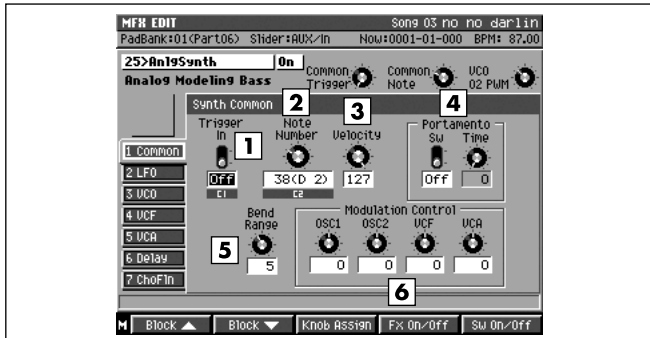 MFX EDIT Song 03 no no darlin
PadBank:01(Part06) Slider:AUX/In Now:0001-01-000 BPM: 87.00
25>AnlgSynth On
Analog Modeling Bass
Common Trigger
Common Note
VCO 02 PWM
Synth Common
2
3
4
Trigger In
1
Note Number
Velocity
Portamento
Sw Time
Off
C1
38(D 2)
C2
127
Off
0
1 Common
2 LFO
3 VCO
4 VCF
5 VCA
6 Delay
7 ChoFln
Bend Range
5
5
Modulation Control
OSC1 OSC2 VCF VCA
0 0 0 0
6
M Block ▲ Block ▼ Knob Assign Fx On/Off Sw On/Off